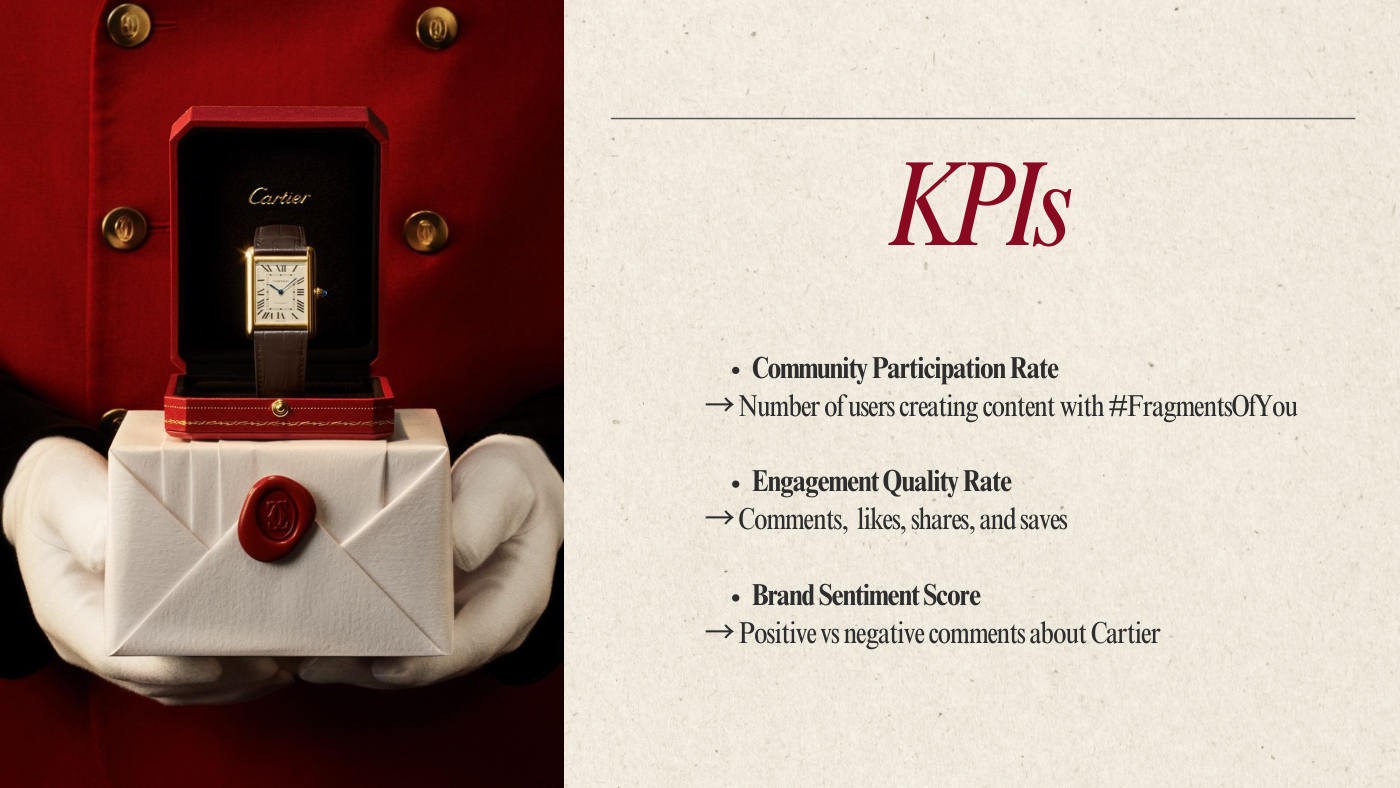 Cartier
KPIs
• Community Participation Rate
→ Number of users creating content with #FragmentsOfYou
• Engagement Quality Rate
→ Comments,  likes, shares, and saves
• Brand Sentiment Score
→ Positive vs negative comments about Cartier